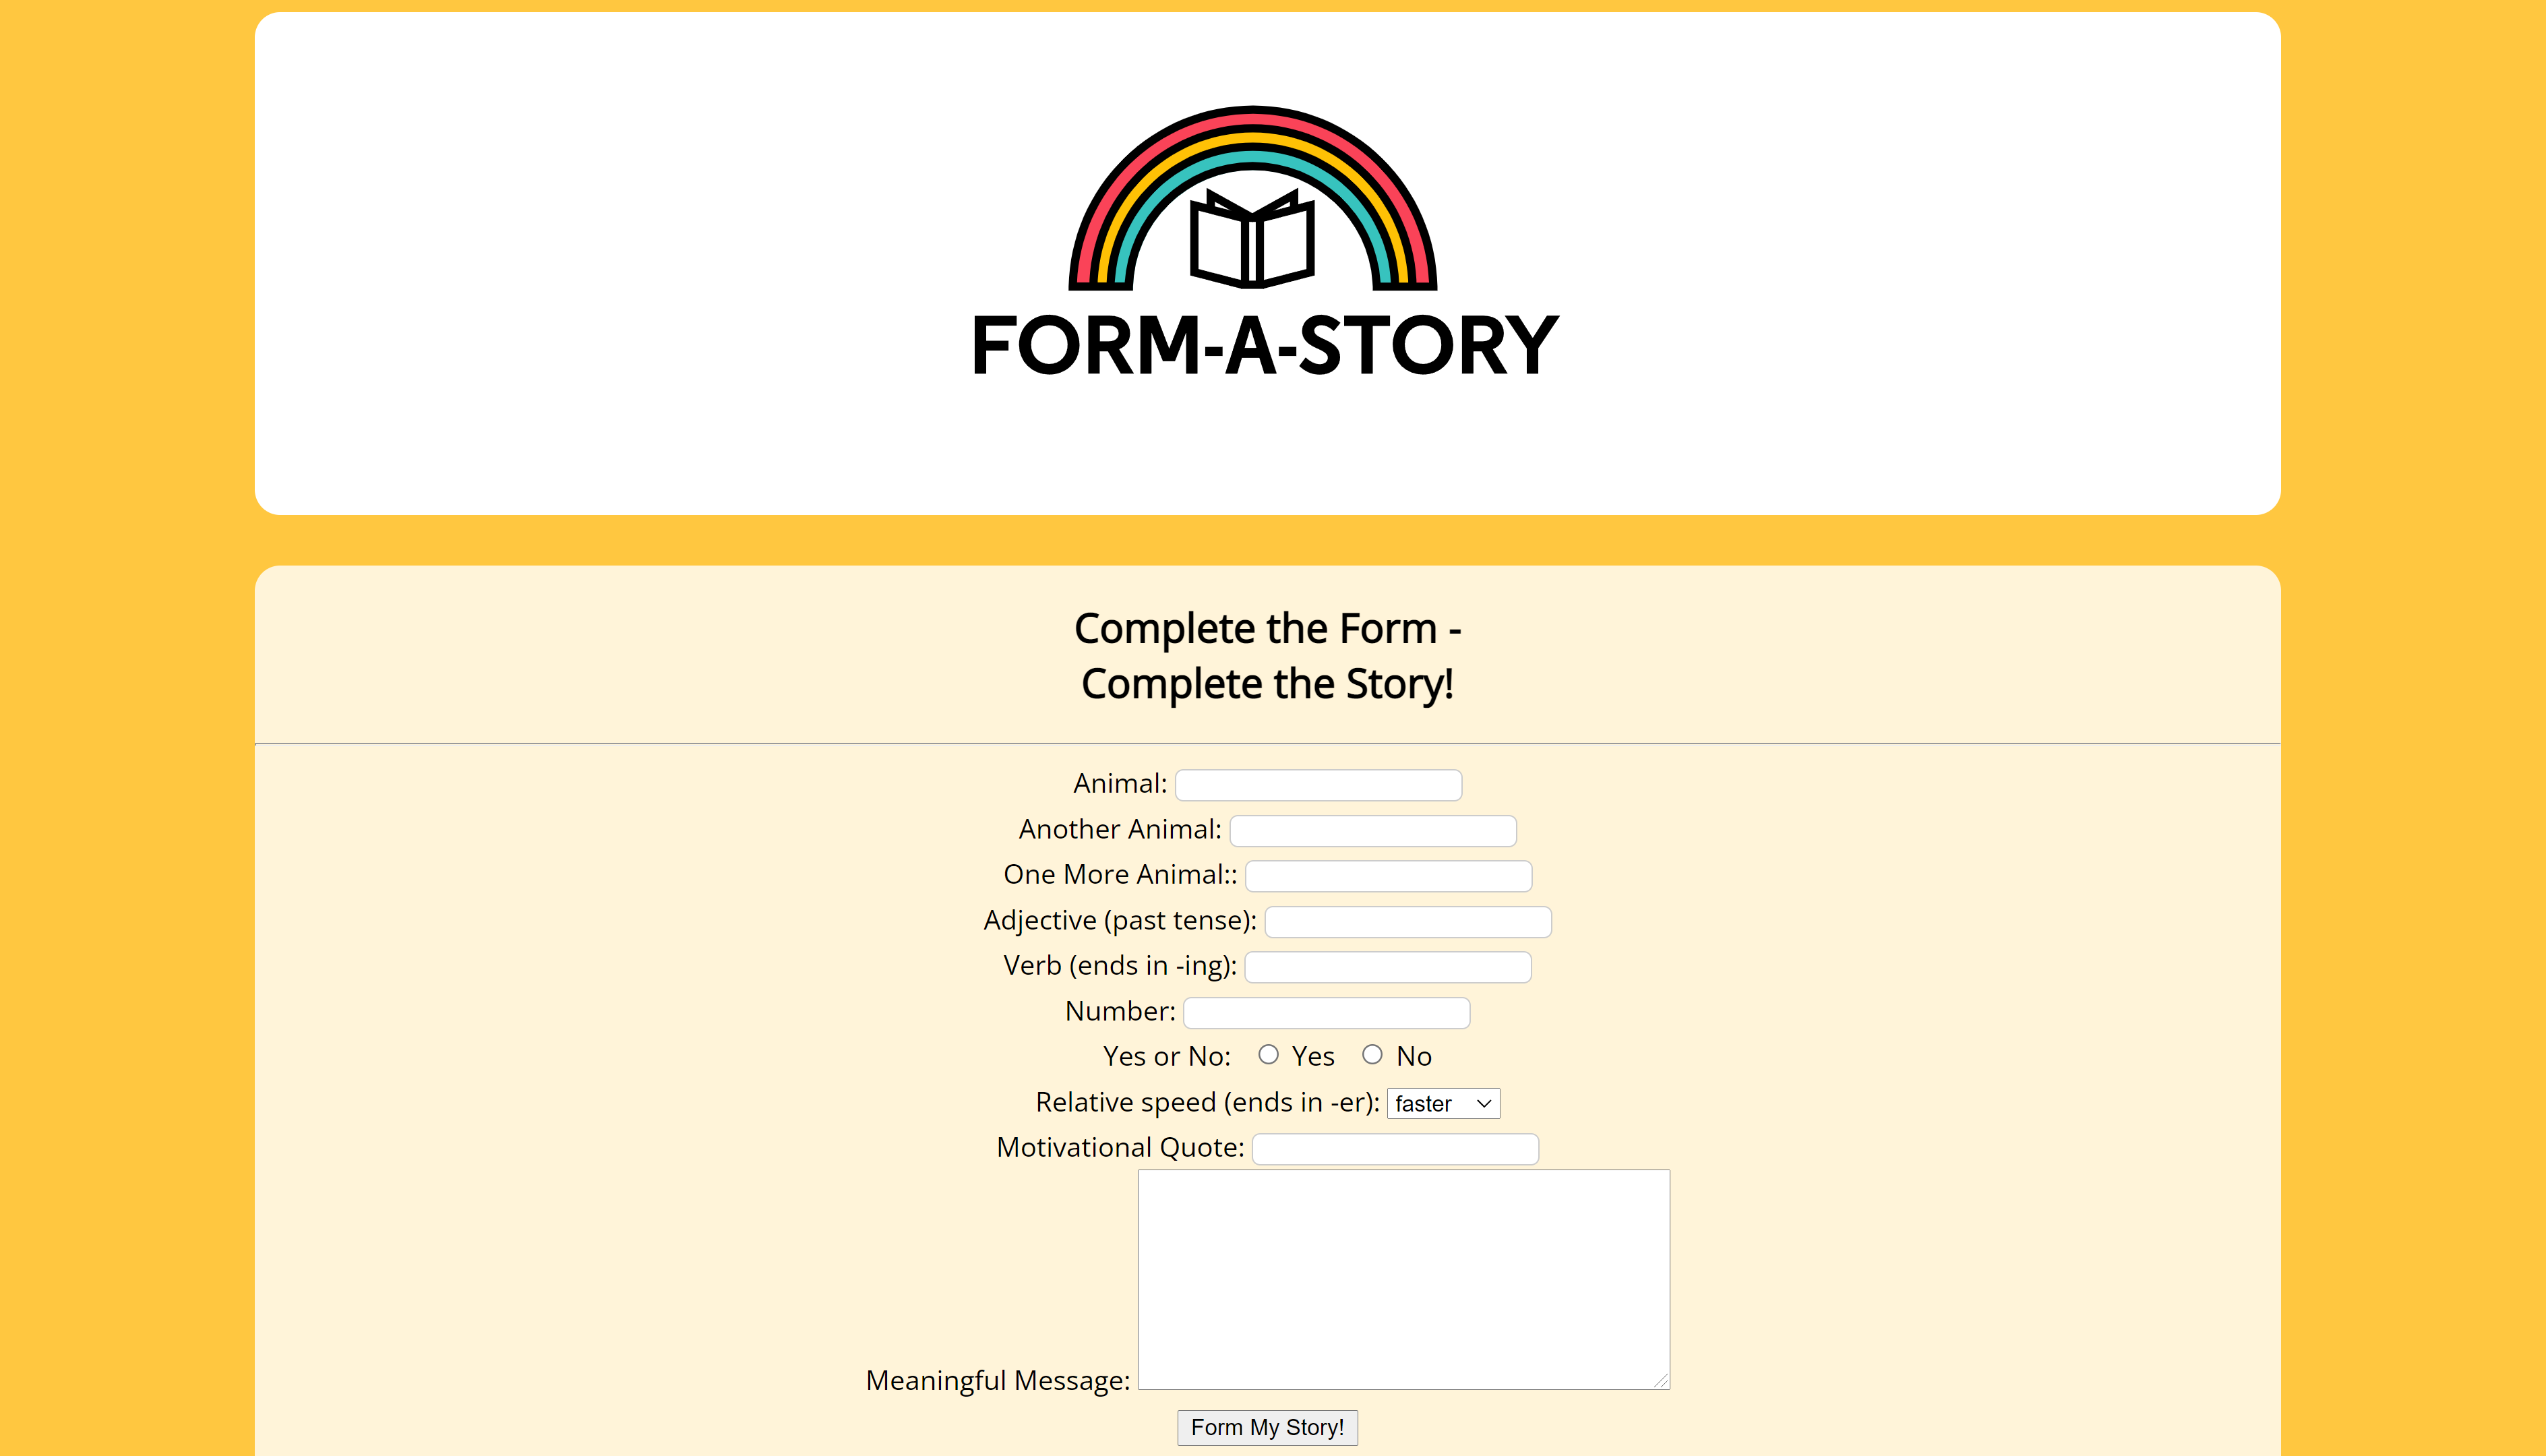 FORM-A-STORY
Complete the Form -
Complete the Story!
Animal:
Another Animal:
One More Animal::
Adjective (past tense):
Verb (ends in -ing):
Number:
Yes or No: Yes No
Relative speed (ends in -er): faster
Motivational Quote:
Meaningful Message:
Form My Story!